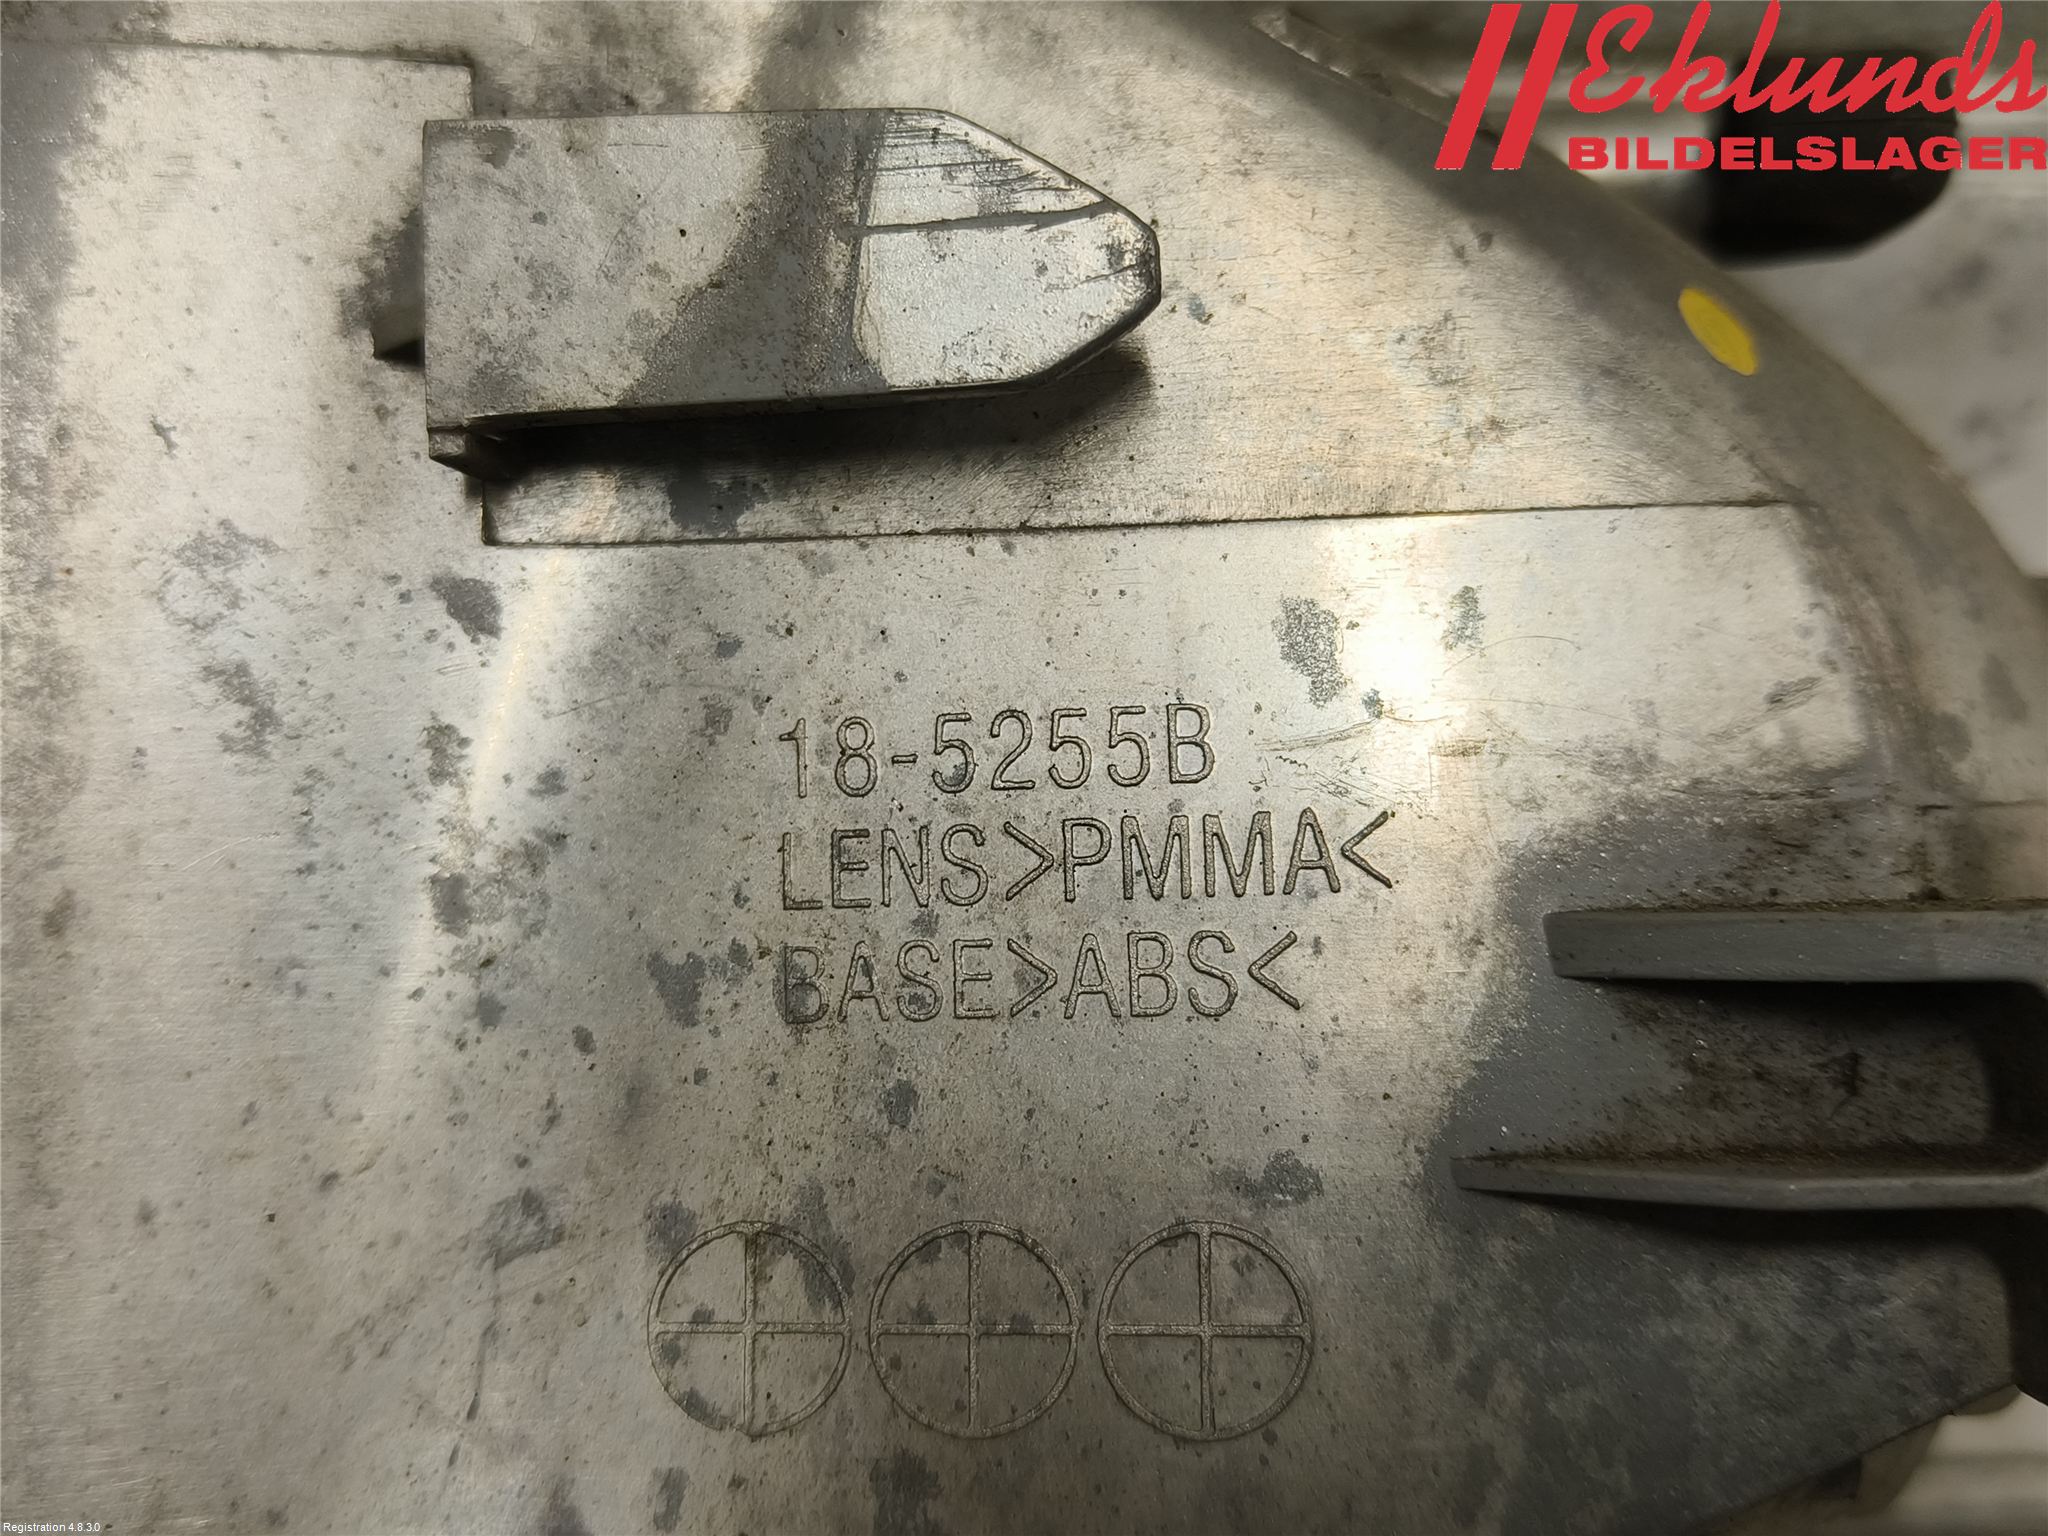 Eklunds
BILDELSLAGER
18-5255B
LENS>PMMA<
BASE>ABS<
Registration 4.8.3.0